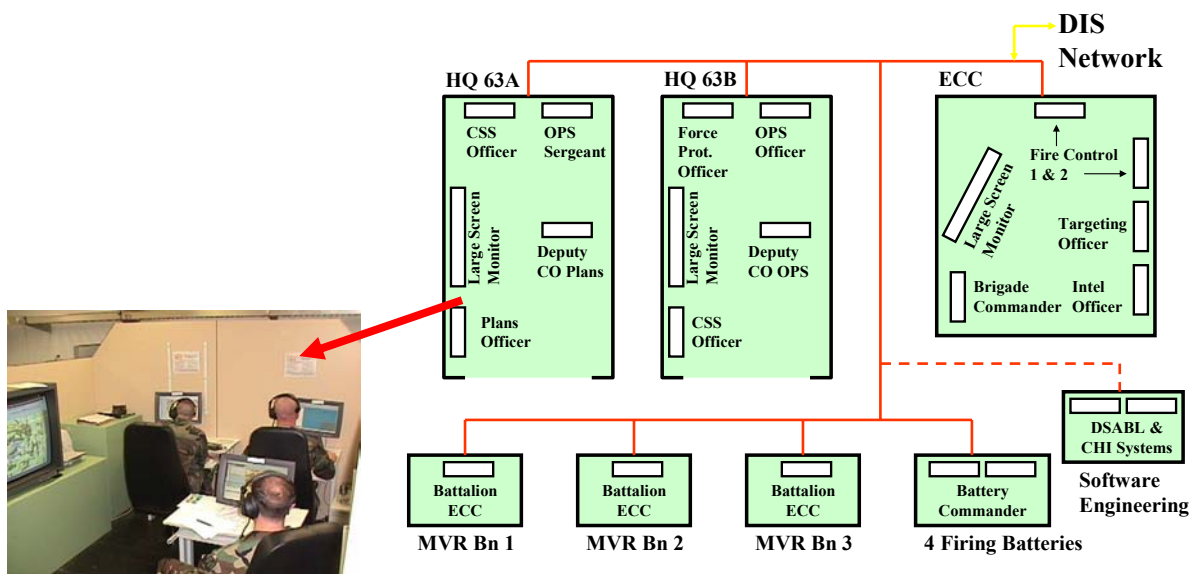 DIS
Network
HQ 63A
CSS
Officer
OPS
Sergeant
Large Screen
Monitor
Deputy
CO Plans
Plans
Officer
HQ 63B
Force
Prot.
Officer
OPS
Officer
Large Screen
Monitor
Deputy
CO OPS
CSS
Officer
ECC
Fire Control
1 & 2
Large Screen
Monitor
Targeting
Officer
Brigade
Commander
Intel
Officer
DSABL &
CHI Systems
Software
Engineering
Battalion
ECC
MVR Bn 1
Battalion
ECC
MVR Bn 2
Battalion
ECC
MVR Bn 3
Battery
Commander
4 Firing Batteries